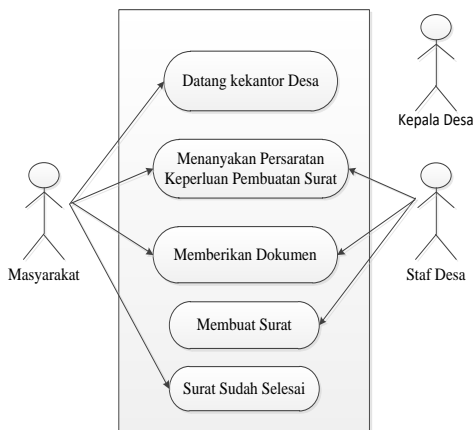 Datang kekantor Desa
Kepala Desa
Menanyakan Persaratan
Keperluan Pembuatan Surat
Masyarakat
Memberikan Dokumen
Staf Desa
Membuat Surat
Surat Sudah Selesai